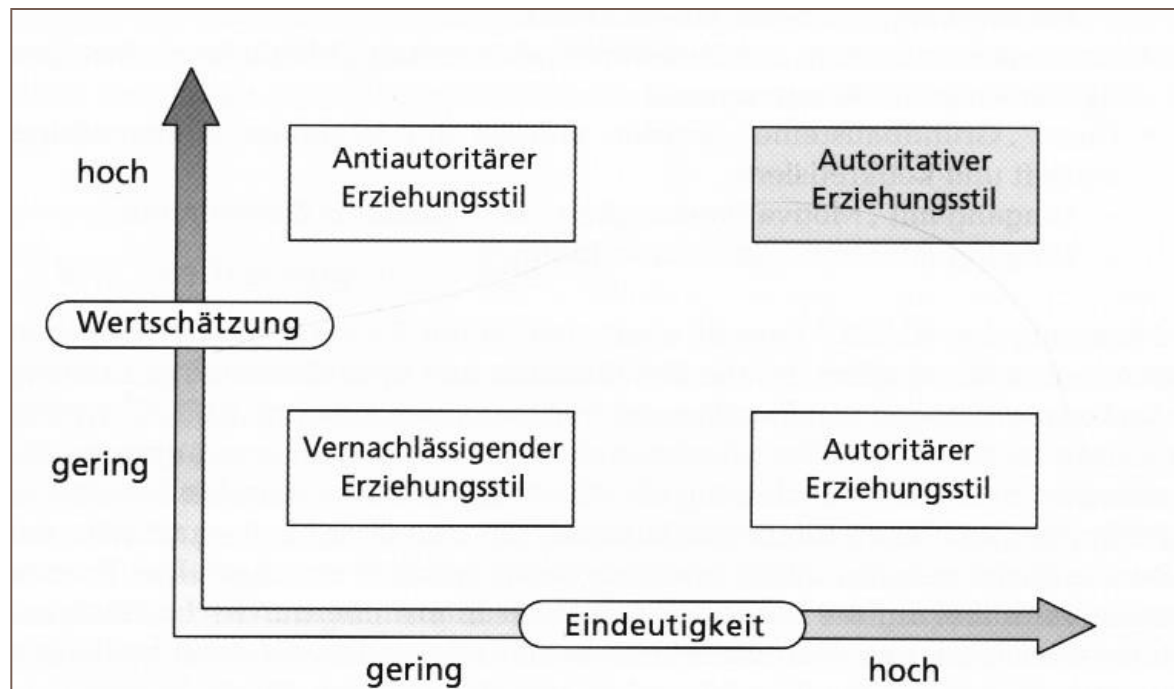 hoch
Antiautoritärer
Erziehungsstil
Autoritativer
Erziehungsstil
Wertschätzung
gering
Vernachlässigender
Erziehungsstil
Autoritärer
Erziehungsstil
Eindeutigkeit
gering
hoch